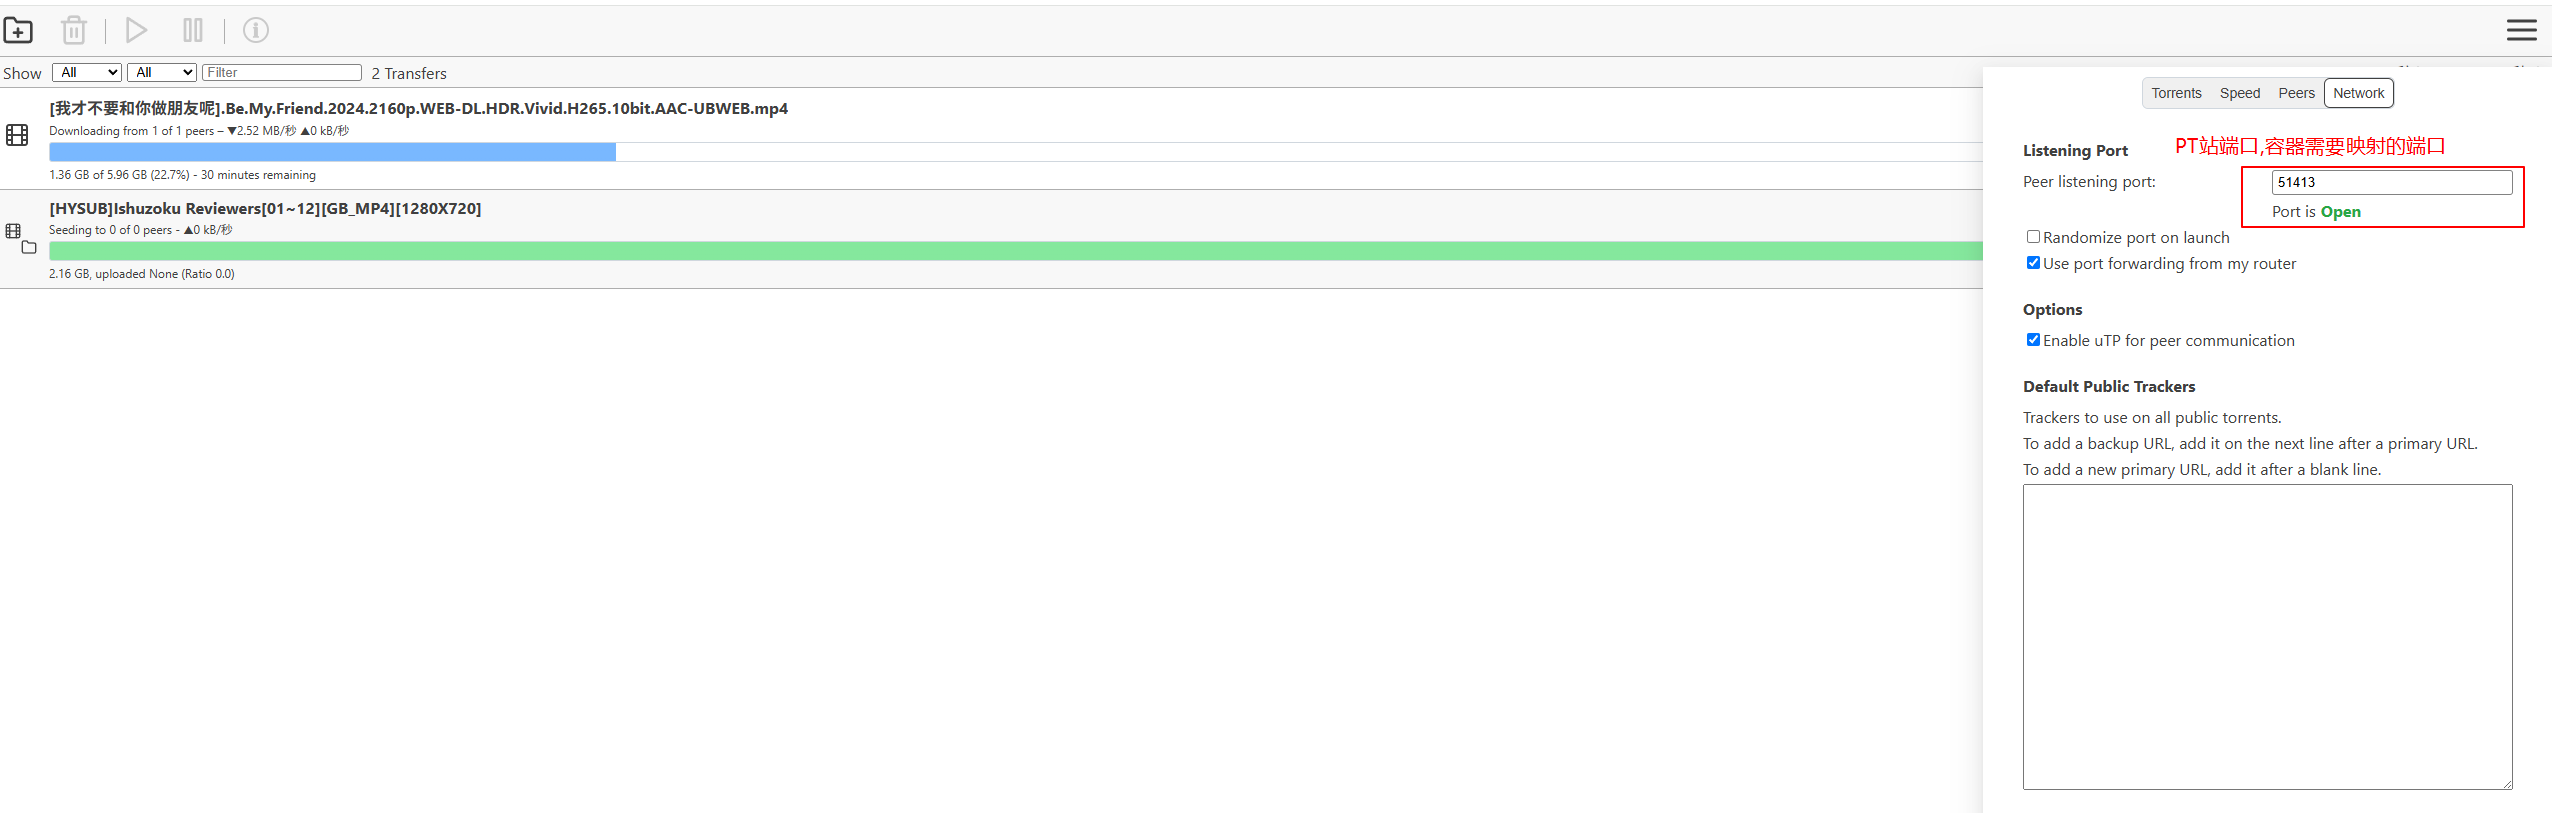 Show All All Filter 2 Transfers
[我才不要和你做朋友呢].Be.My.Friend.2024.2160p.WEB-DL.HDR.Vivid.H265.10bit.AAC-UBWEB.mp4
Downloading from 1 of 1 peers – ▼2.52 MB/秒 ▲0 kB/秒
1.36 GB of 5.96 GB (22.7%) - 30 minutes remaining
[HYSUB]Ishuzoku Reviewers[01~12][GB_MP4][1280X720]
Seeding to 0 of 0 peers - ▲0 kB/秒
2.16 GB, uploaded None (Ratio 0.0)
Torrents Speed Peers Network
PT站端口,容器需要映射的端口
Listening Port
Peer listening port: 51413
Port is Open
Randomize port on launch
Use port forwarding from my router
Options
Enable uTP for peer communication
Default Public Trackers
Trackers to use on all public torrents.
To add a backup URL, add it on the next line after a primary URL.
To add a new primary URL, add it after a blank line.